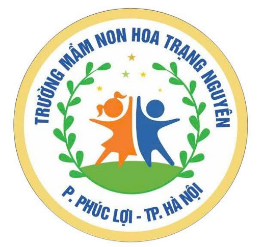 TRƯỜNG MẦM NON HOA TRẠNG NGUYÊN
P. PHÚC LỢI - TP. HÀ NỘI